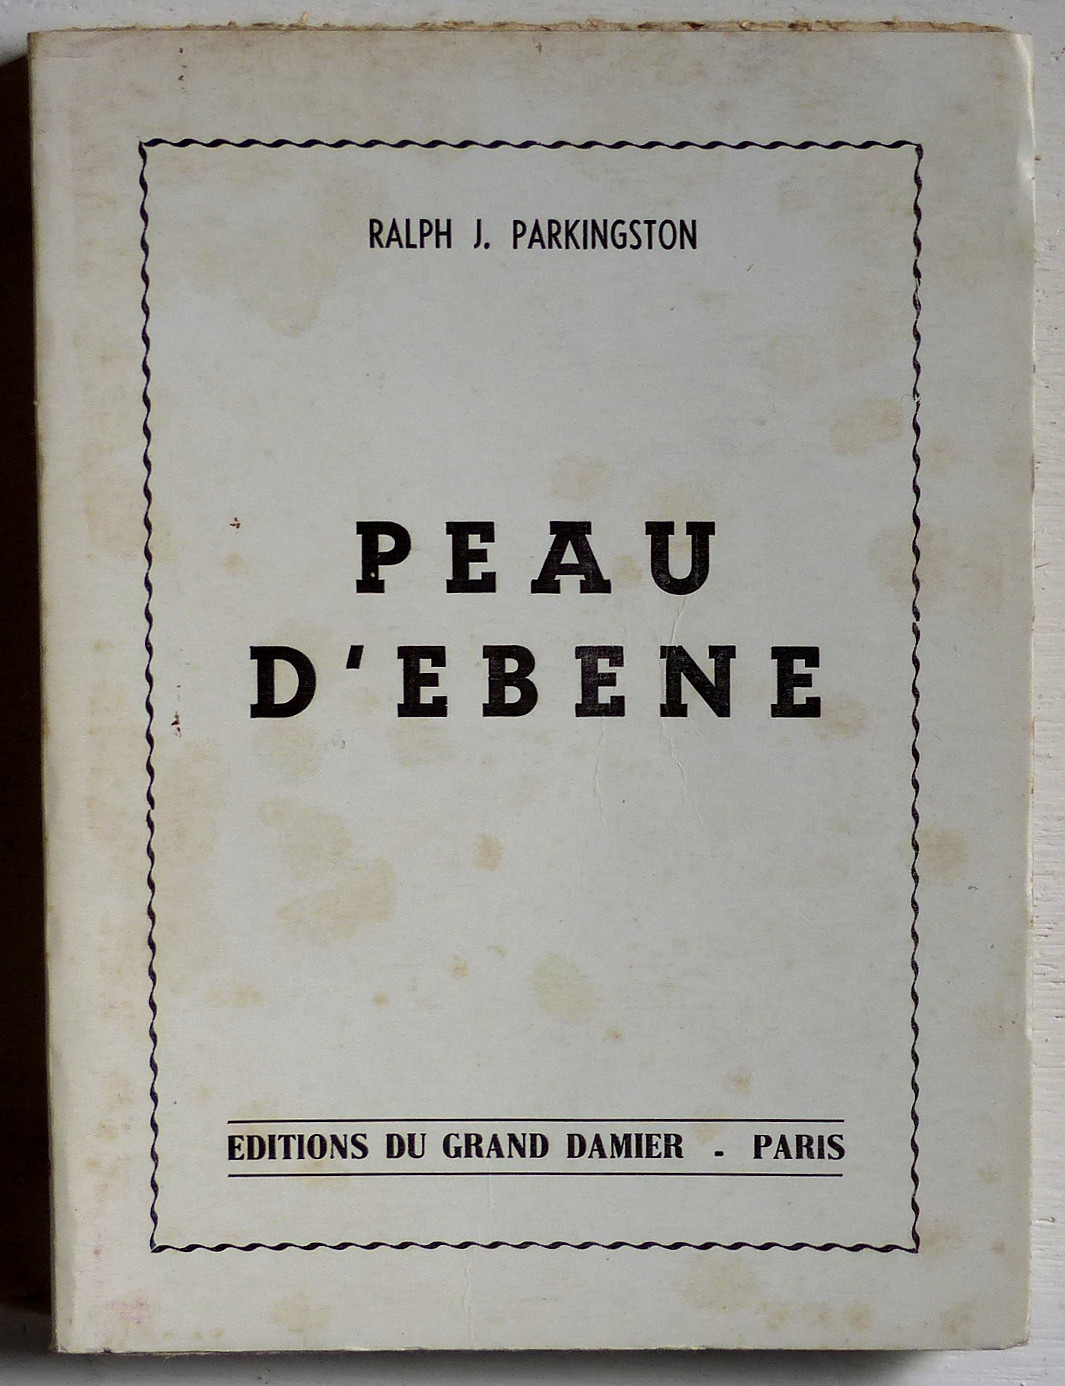 RALPH J. PARKINGSTON
PEAU
D'EBENE
EDITIONS DU GRAND DAMIER - PARIS